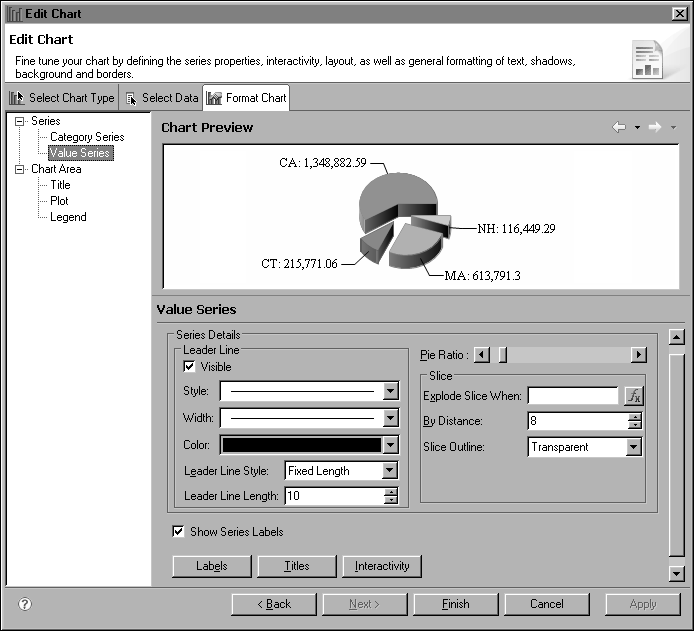 Edit Chart
Edit Chart
Fine tune your chart by defining the series properties, interactivity, layout, as well as general formatting of text, shadows,
background and borders.
Select Chart Type
Select Data
Format Chart
Series
Category Series
Value Series
Chart Area
Title
Plot
Legend
Chart Preview
CA: 1,348,882.59
NH: 116,449.29
CT: 215,771.06
MA: 613,791.3
Value Series
Series Details
Leader Line
Visible
Style:
Width:
Color:
Leader Line Style: Fixed Length
Leader Line Length: 10
Pie Ratio :
Slice
Explode Slice When:
fx
By Distance: 8
Slice Outline: Transparent
Show Series Labels
Labels
Titles
Interactivity
?
< Back
Next >
Finish
Cancel
Apply